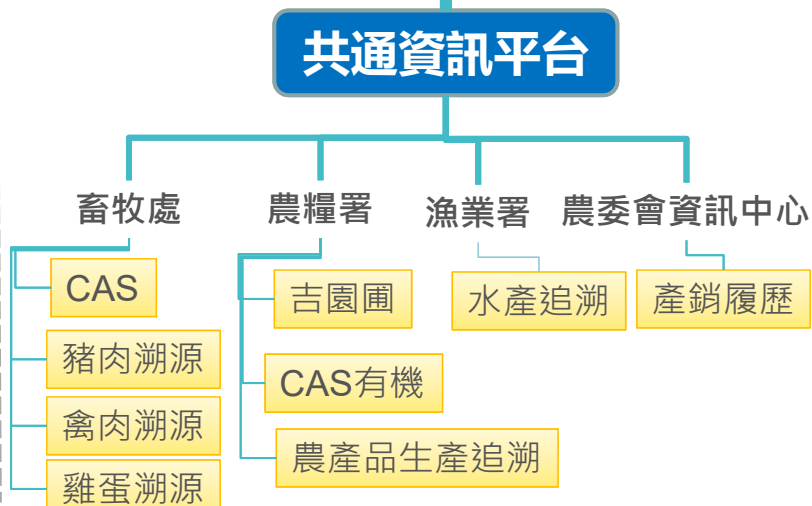 共通資訊平台
畜牧處
農糧署
漁業署
農委會資訊中心
CAS
豬肉溯源
禽肉溯源
雞蛋溯源
吉園圃
CAS有機
農產品生產追溯
水產追溯
產銷履歷